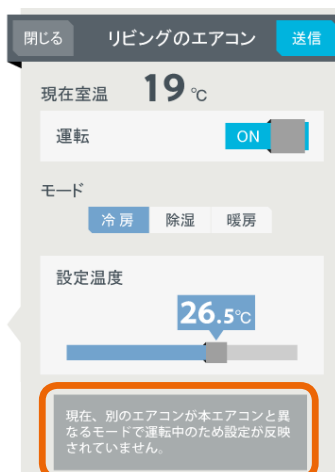 閉じる リビングのエアコン 送信
現在室温 19℃
運転 ON
モード
冷房 除湿 暖房
設定温度
26.5℃
現在、別のエアコンが本エアコンと異
なるモードで運転中のため設定が反映
されていません。